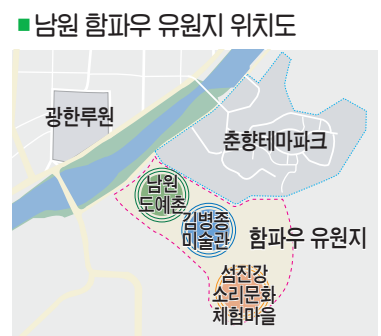 ■ 남원 함파우 유원지 위치도
광한루원
춘향테마파크
남원
도예촌
김병종
미술관
함파우 유원지
섬진강
소리문화
체험마을